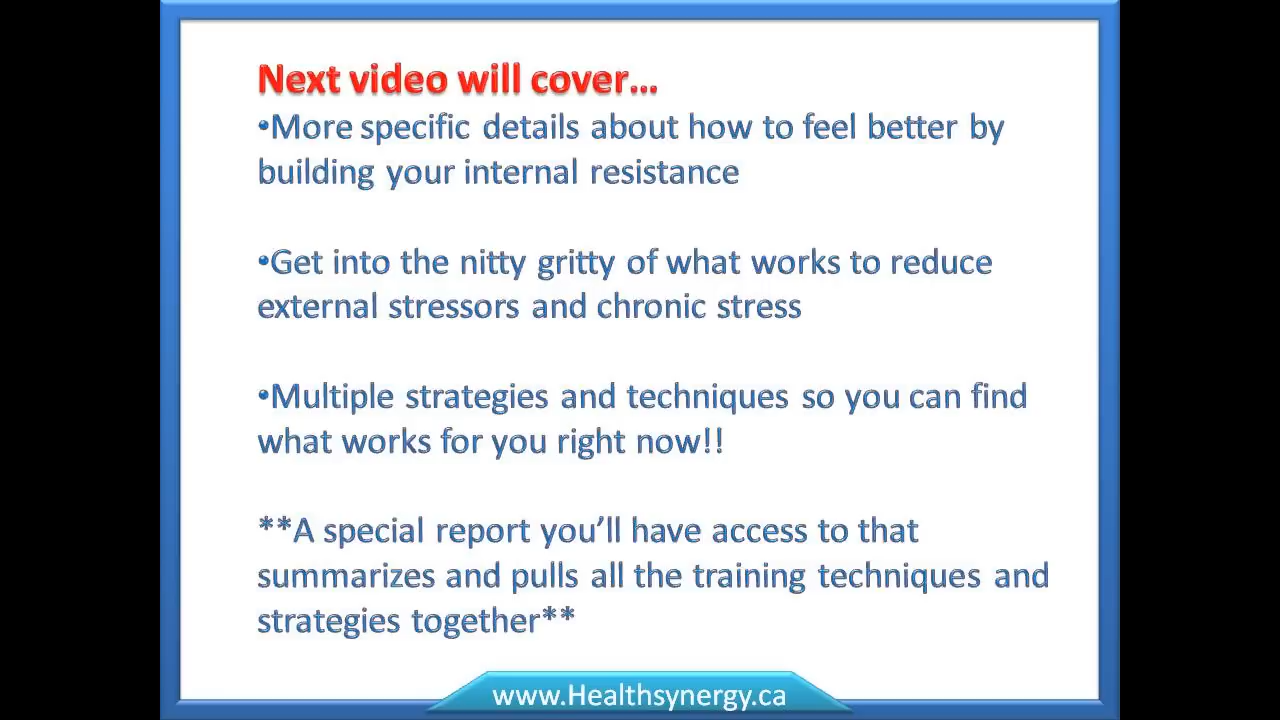 Next video will cover...
•More specific details about how to feel better by
building your internal resistance
•Get into the nitty gritty of what works to reduce
external stressors and chronic stress
•Multiple strategies and techniques so you can find
what works for you right now!!
**A special report you’ll have access to that
summarizes and pulls all the training techniques and
strategies together**
www.Healthsynergy.ca